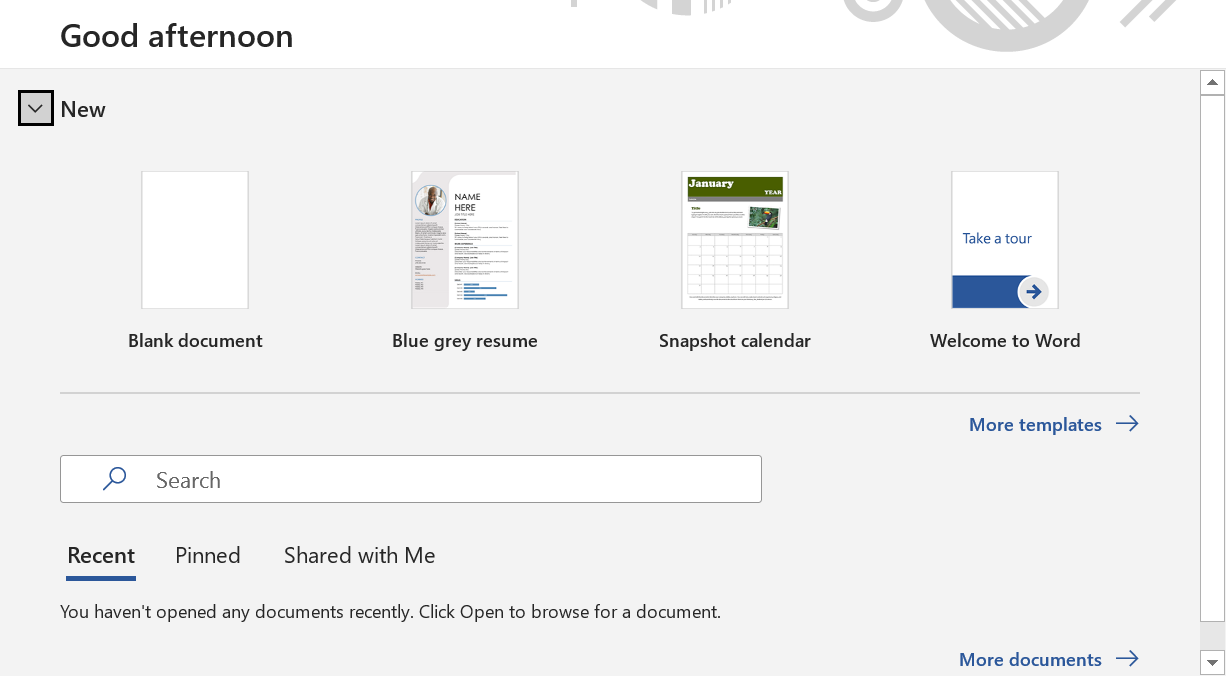 Good afternoon
New
NAME
HERE
January
YEAR
Title
Take a tour
Blank document
Blue grey resume
Snapshot calendar
Welcome to Word
More templates
Search
Recent Pinned Shared with Me
You haven't opened any documents recently. Click Open to browse for a document.
More documents